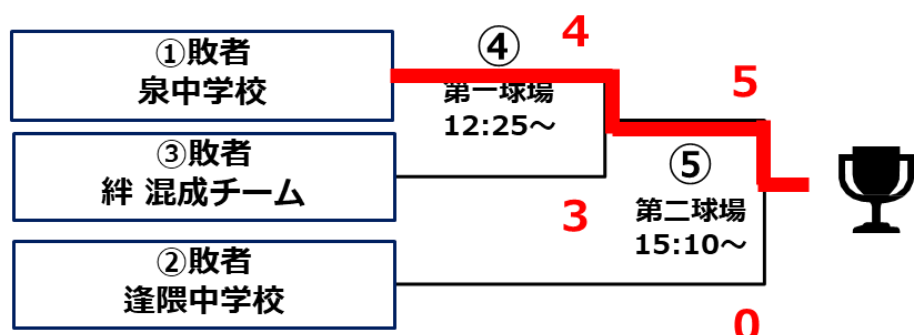 ①敗者
泉中学校
③敗者
絆 混成チーム
②敗者
逢隈中学校
④
第一球場
12:25～
4
3
⑤
第二球場
15:10～
5
0